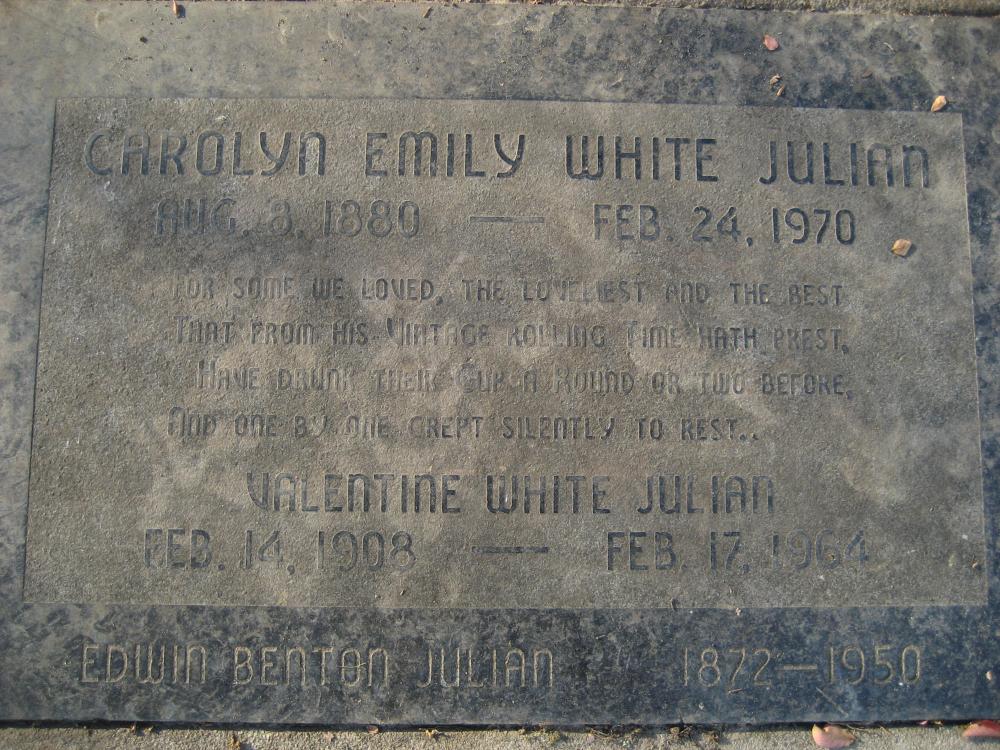 CAROLYN EMILY WHITE JULIAN
AUG. 8, 1880 — FEB. 24, 1970
FOR SOME WE LOVED, THE LOVELIEST AND THE BEST
THAT FROM HIS VINTAGE ROLLING TIME HATH PREST,
HAVE DRUNK THEIR CUP A ROUND OR TWO BEFORE,
AND ONE BY ONE CREPT SILENTLY TO REST..
VALENTINE WHITE JULIAN
FEB. 14, 1908 — FEB. 17, 1964
EDWIN BENTON JULIAN 1872—1950